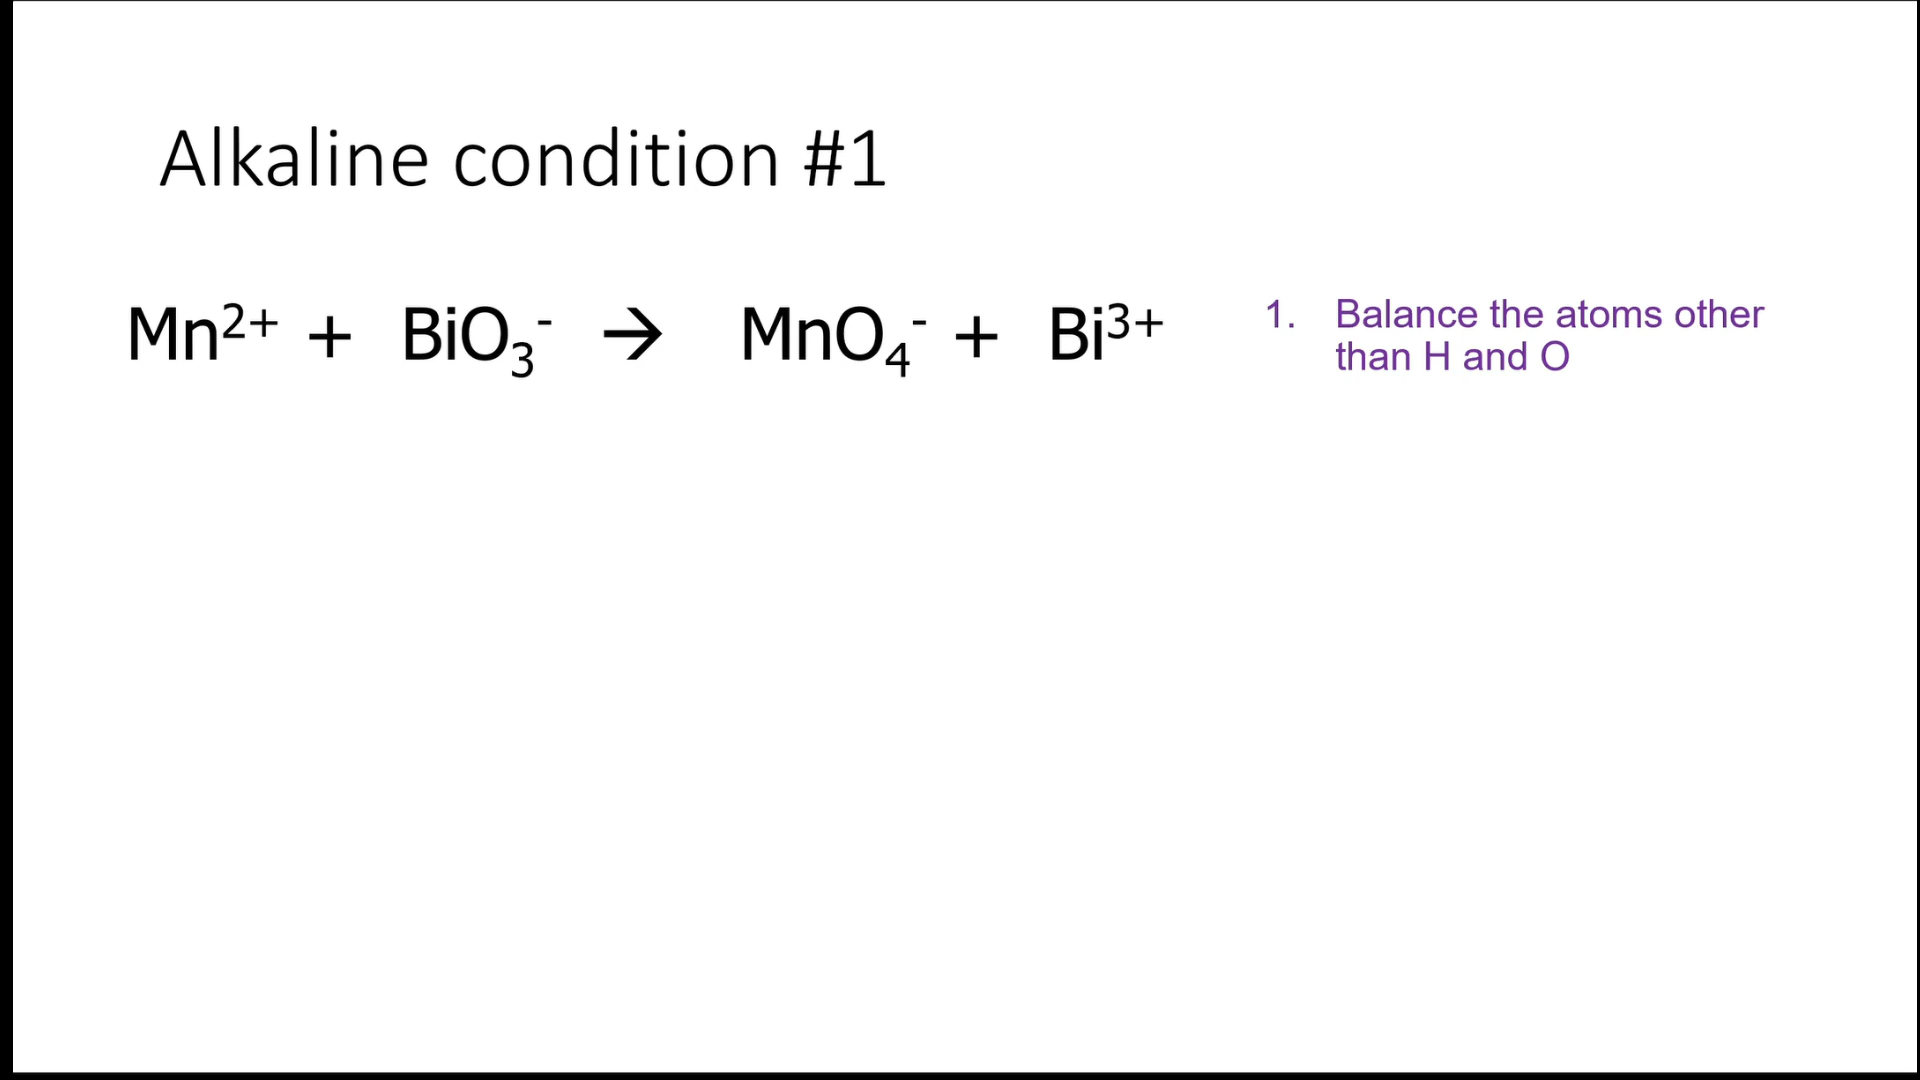 Alkaline condition #1
Mn²⁺ + BiO₃⁻ → MnO₄⁻ + Bi³⁺
1. Balance the atoms other
than H and O